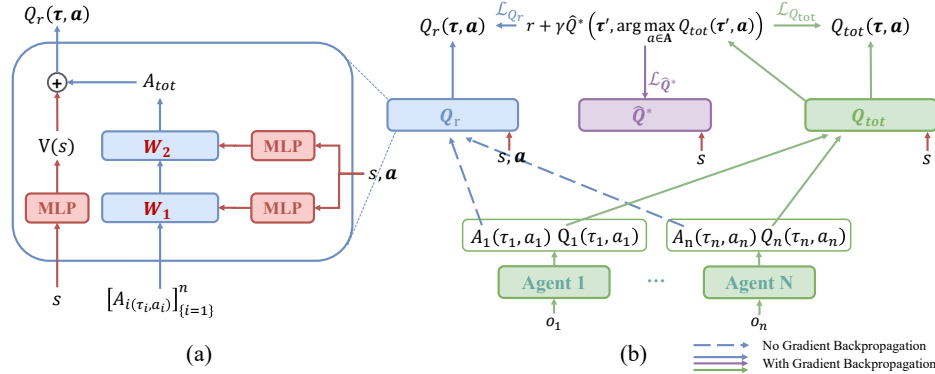 Q_r(τ, a)
+
A_tot
V(s)
W_2
MLP
s, a
MLP
W_1
MLP
s
[A_{i(τ_i,a_i)}]^n_{i=1}
(a)
Q_r(τ, a)
ℒ_{Q_r}
r + γQ̂*(τ′, arg max_{a∈A} Q_tot(τ′, a))
ℒ_{Q_tot}
Q_tot(τ, a)
ℒ_{Q̂*}
Q_r
Q̂*
Q_tot
s, a
s
s
A_1(τ_1, a_1) Q_1(τ_1, a_1)
A_n(τ_n, a_n) Q_n(τ_n, a_n)
Agent 1
...
Agent N
o_1
o_n
(b)
No Gradient Backpropagation
With Gradient Backpropagation